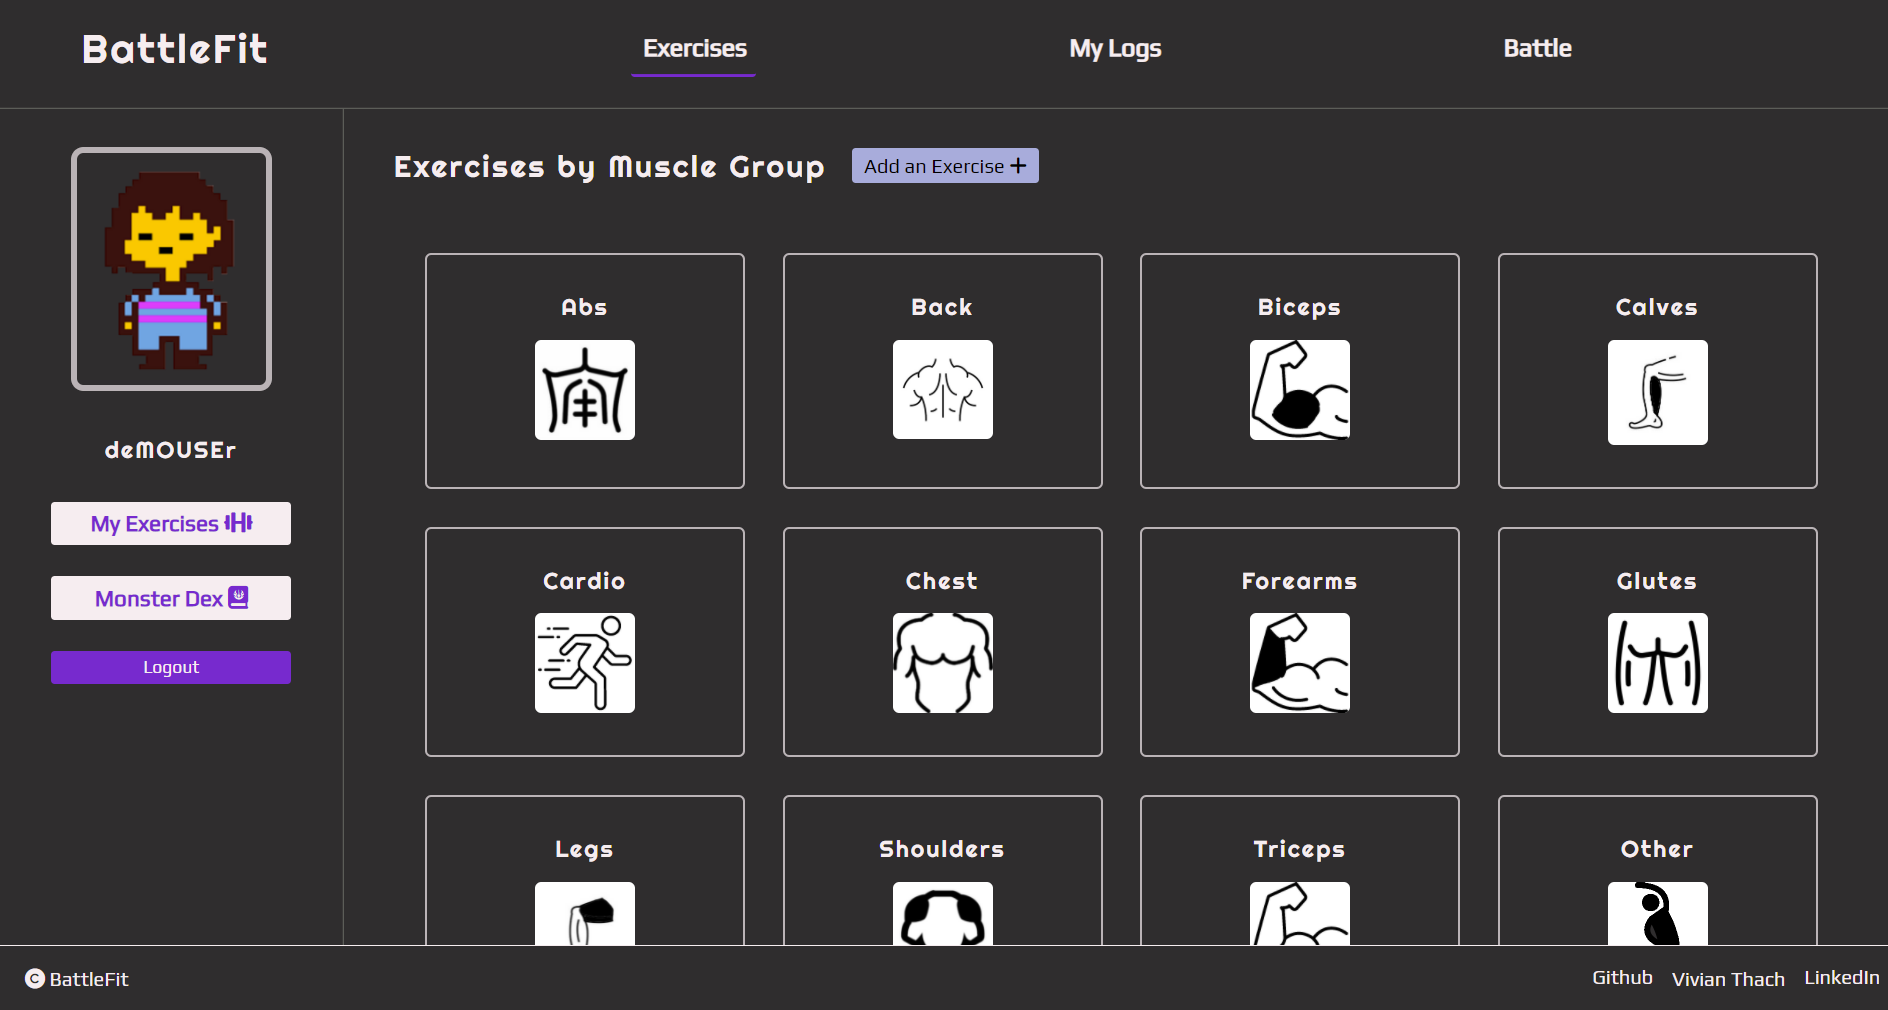 BattleFit
Exercises
My Logs
Battle
deMOUSEr
My Exercises
Monster Dex
Logout
Exercises by Muscle Group
Add an Exercise +
Abs
Back
Biceps
Calves
Cardio
Chest
Forearms
Glutes
Legs
Shoulders
Triceps
Other
© BattleFit
Github
Vivian Thach
LinkedIn